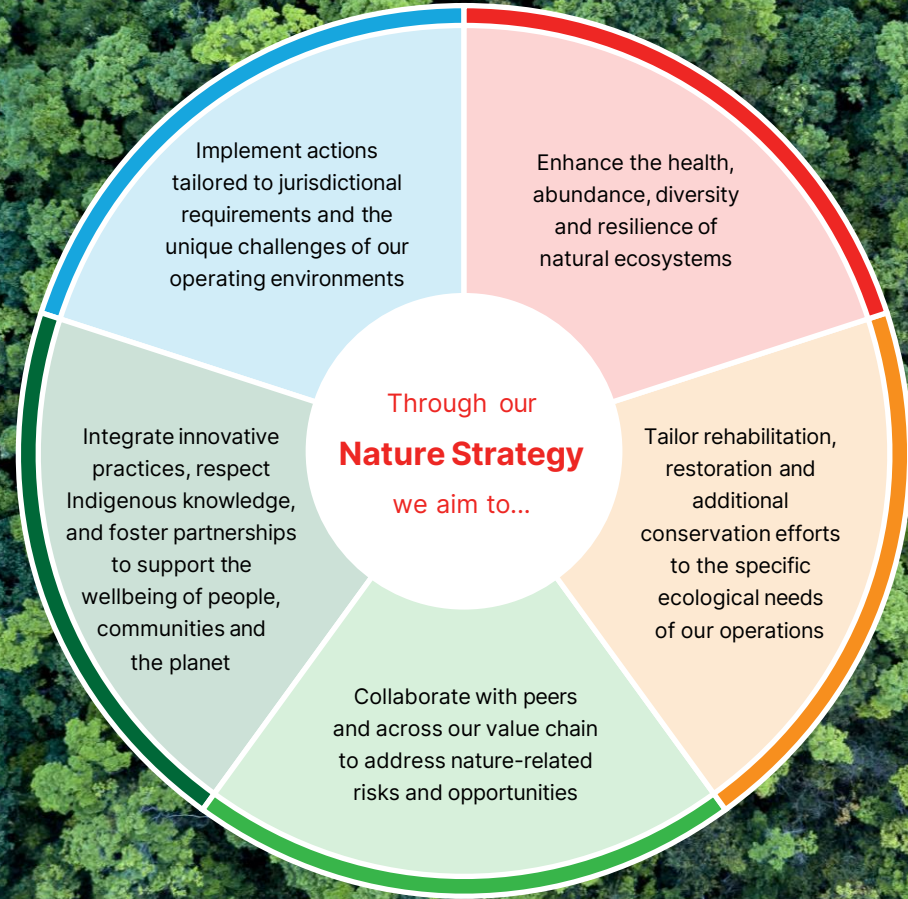 Through our
Nature Strategy
we aim to...
Enhance the health,
abundance, diversity
and resilience of
natural ecosystems
Tailor rehabilitation,
restoration and
additional
conservation efforts
to the specific
ecological needs
of our operations
Collaborate with peers
and across our value chain
to address nature-related
risks and opportunities
Integrate innovative
practices, respect
Indigenous knowledge,
and foster partnerships
to support the
wellbeing of people,
communities and
the planet
Implement actions
tailored to jurisdictional
requirements and the
unique challenges of our
operating environments